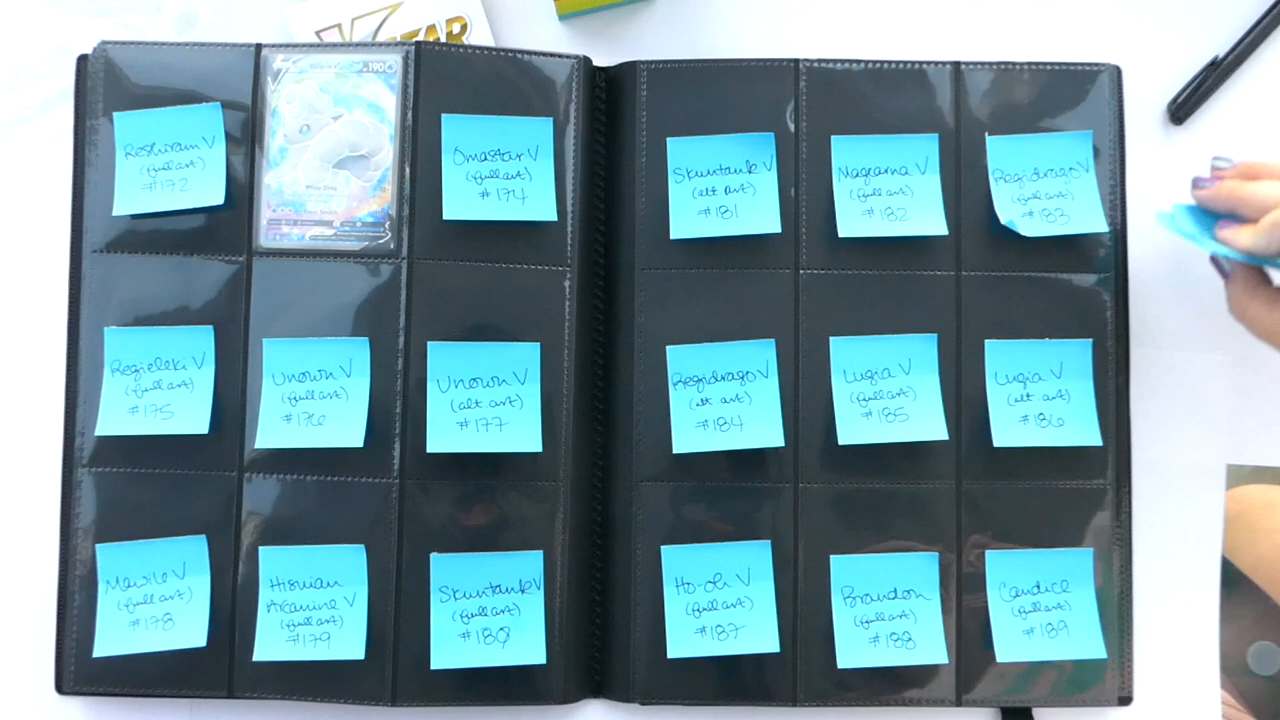 STAR
190
Reshiram V
(full art)
#172
Omastar V
(full art)
#174
Regieleki V
(full art)
#175
Unown V
(full art)
#176
Unown V
(alt. art)
#177
Mawile V
(full art)
#178
Hisuian
Arcanine V
(full art)
#179
Skuntank V
(full art)
#180
Skuntank V
(alt art)
#181
Magearna V
(full art)
#182
Regidrago V
(full art)
#183
Regidrago V
(alt. art)
#184
Lugia V
(full art)
#185
Lugia V
(alt. art)
#186
Ho-oh V
(full art)
#187
Brandon
(full art)
#188
Candice
(full art)
#189